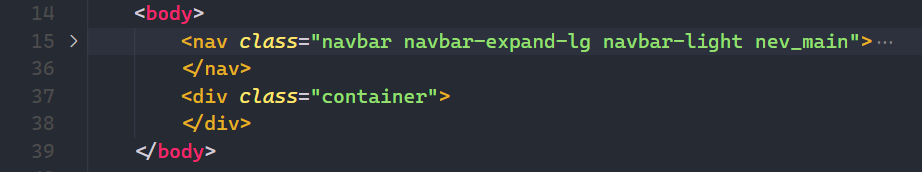 14 <body>
15 > <nav class="navbar navbar-expand-lg navbar-light nev_main">···
36 </nav>
37 <div class="container">
38 </div>
39 </body>